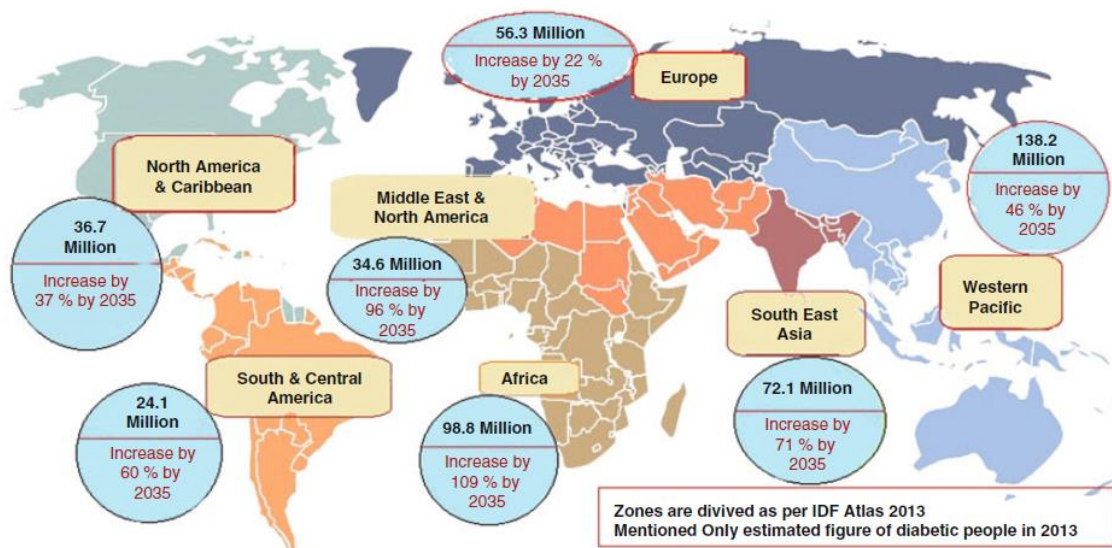 56.3 Million
Increase by 22 %
by 2035
Europe
138.2
Million
Increase by
46 % by
2035
North America
& Caribbean
Middle East &
North America
36.7
Million
Increase by
37 % by 2035
34.6 Million
Increase by
96 % by
2035
Western
Pacific
South East
Asia
South & Central
America
Africa
72.1 Million
Increase by
71 % by
2035
24.1
Million
Increase by
60 % by
2035
98.8 Million
Increase by
109 % by
2035
Zones are divived as per IDF Atlas 2013
Mentioned Only estimated figure of diabetic people in 2013